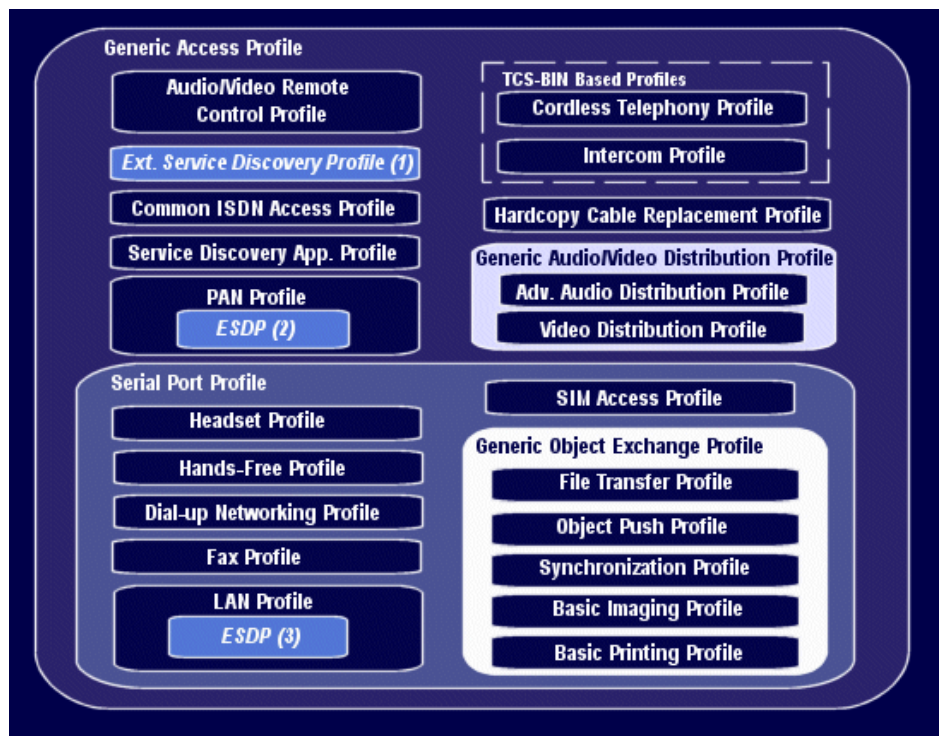 Generic Access Profile
Audio/Video Remote
Control Profile
Ext. Service Discovery Profile (1)
Common ISDN Access Profile
Service Discovery App. Profile
PAN Profile
ESDP (2)
TCS-BIN Based Profiles
Cordless Telephony Profile
Intercom Profile
Hardcopy Cable Replacement Profile
Generic Audio/Video Distribution Profile
Adv. Audio Distribution Profile
Video Distribution Profile
Serial Port Profile
Headset Profile
Hands-Free Profile
Dial-up Networking Profile
Fax Profile
LAN Profile
ESDP (3)
SIM Access Profile
Generic Object Exchange Profile
File Transfer Profile
Object Push Profile
Synchronization Profile
Basic Imaging Profile
Basic Printing Profile